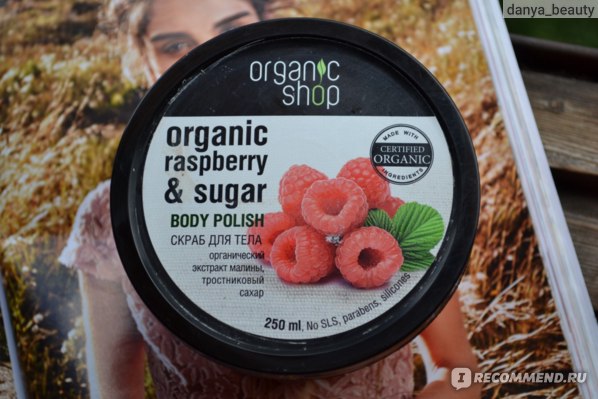 danya_beauty
organic
shop
organic
raspberry
& sugar
BODY POLISH
СКРАБ ДЛЯ ТЕЛА
органический
экстракт малины,
тростниковый
сахар
MADE WITH
CERTIFIED
ORGANIC
INGREDIENTS
250 ml, No SLS, parabens, silicones
IRECOMMEND.RU